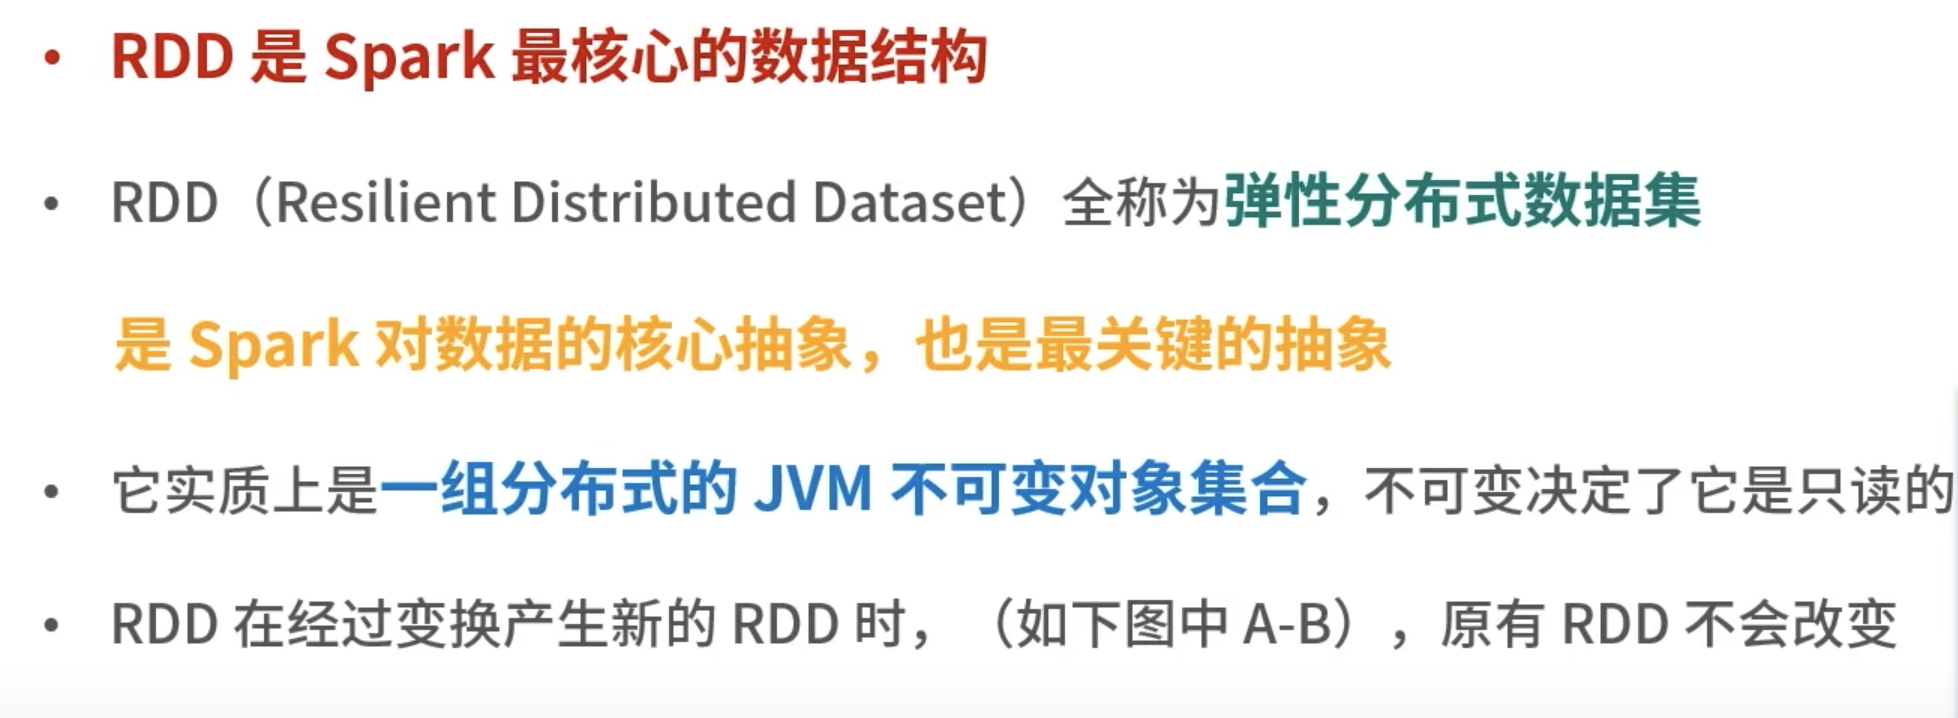 • RDD 是 Spark 最核心的数据结构
• RDD（Resilient Distributed Dataset）全称为弹性分布式数据集
是 Spark 对数据的核心抽象，也是最关键的抽象
• 它实质上是一组分布式的 JVM 不可变对象集合，不可变决定了它是只读的
• RDD 在经过变换产生新的 RDD 时，（如下图中 A-B），原有 RDD 不会改变